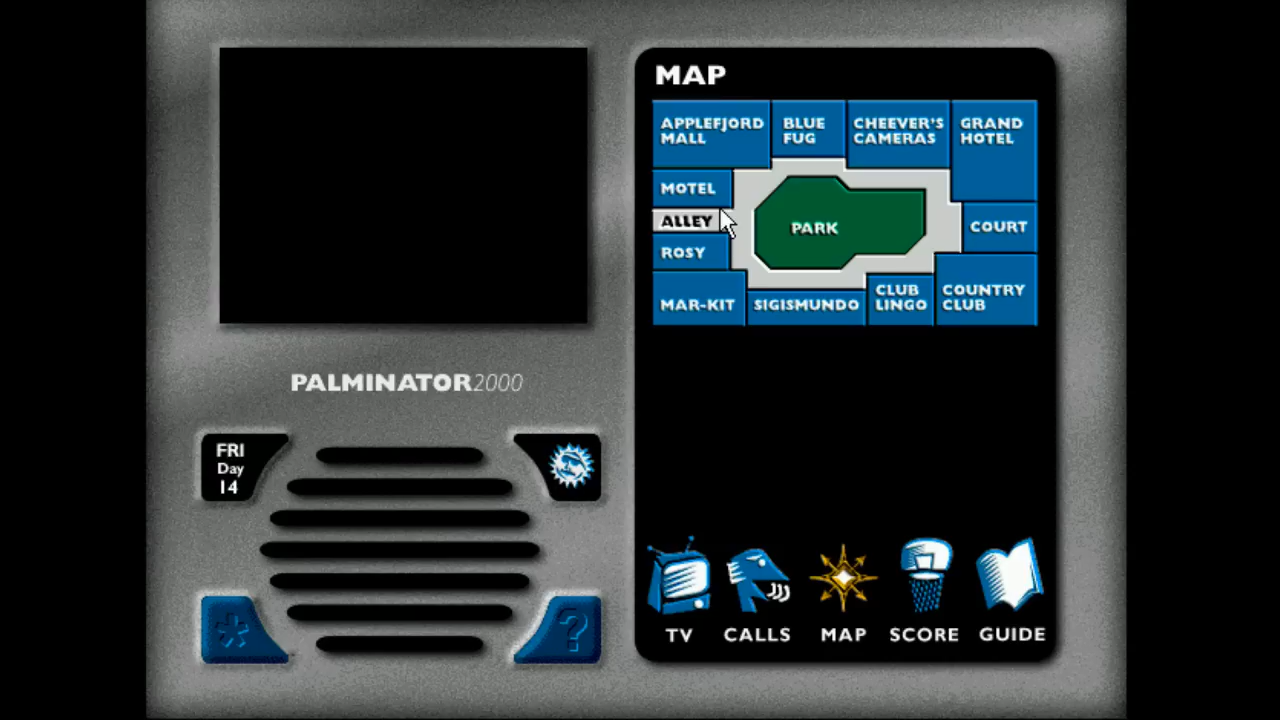 MAP
APPLEFJORD
MALL
BLUE
FUG
CHEEVER'S
CAMERAS
GRAND
HOTEL
MOTEL
ALLEY
PARK
COURT
ROSY
MAR-KIT
SIGISMUNDO
CLUB
LINGO
COUNTRY
CLUB
PALMINATOR2000
FRI
Day
14
*
?
TV
CALLS
MAP
SCORE
GUIDE